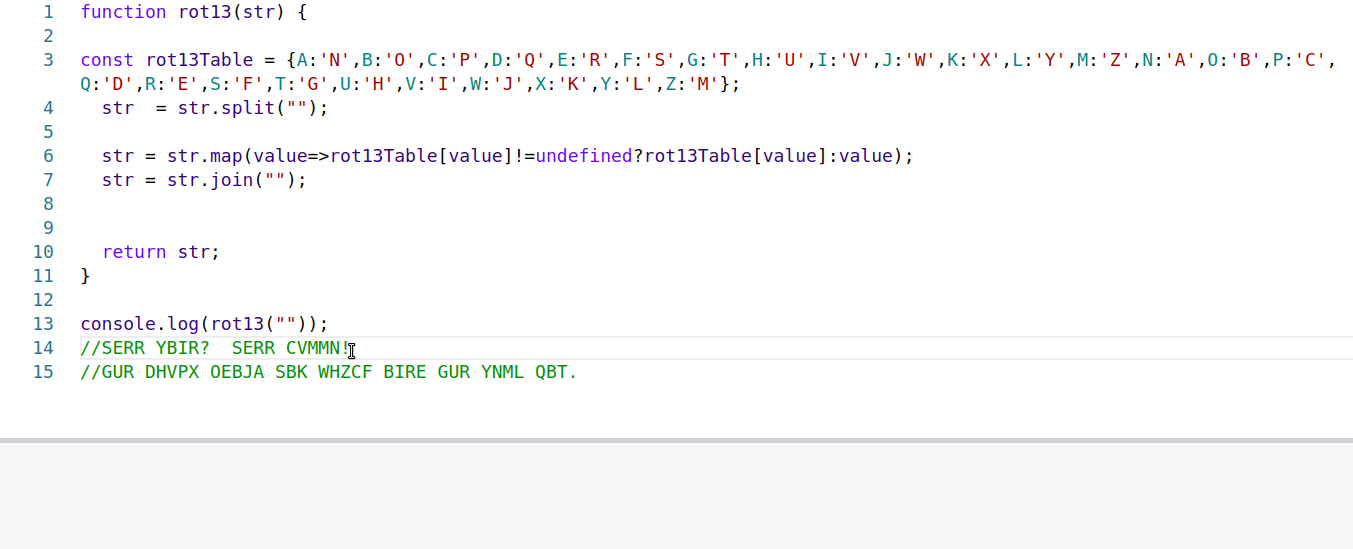 1 function rot13(str) {
2
3 const rot13Table = {A:'N',B:'O',C:'P',D:'Q',E:'R',F:'S',G:'T',H:'U',I:'V',J:'W',K:'X',L:'Y',M:'Z',N:'A',O:'B',P:'C',
Q:'D',R:'E',S:'F',T:'G',U:'H',V:'I',W:'J',X:'K',Y:'L',Z:'M'};
4   str  = str.split("");
5
6   str = str.map(value=>rot13Table[value]!=undefined?rot13Table[value]:value);
7   str = str.join("");
8
9
10   return str;
11 }
12
13 console.log(rot13(""));
14 //SERR YBIR?  SERR CVMMN!
15 //GUR DHVPX OEBJA SBK WHZCF BIRE GUR YNML QBT.